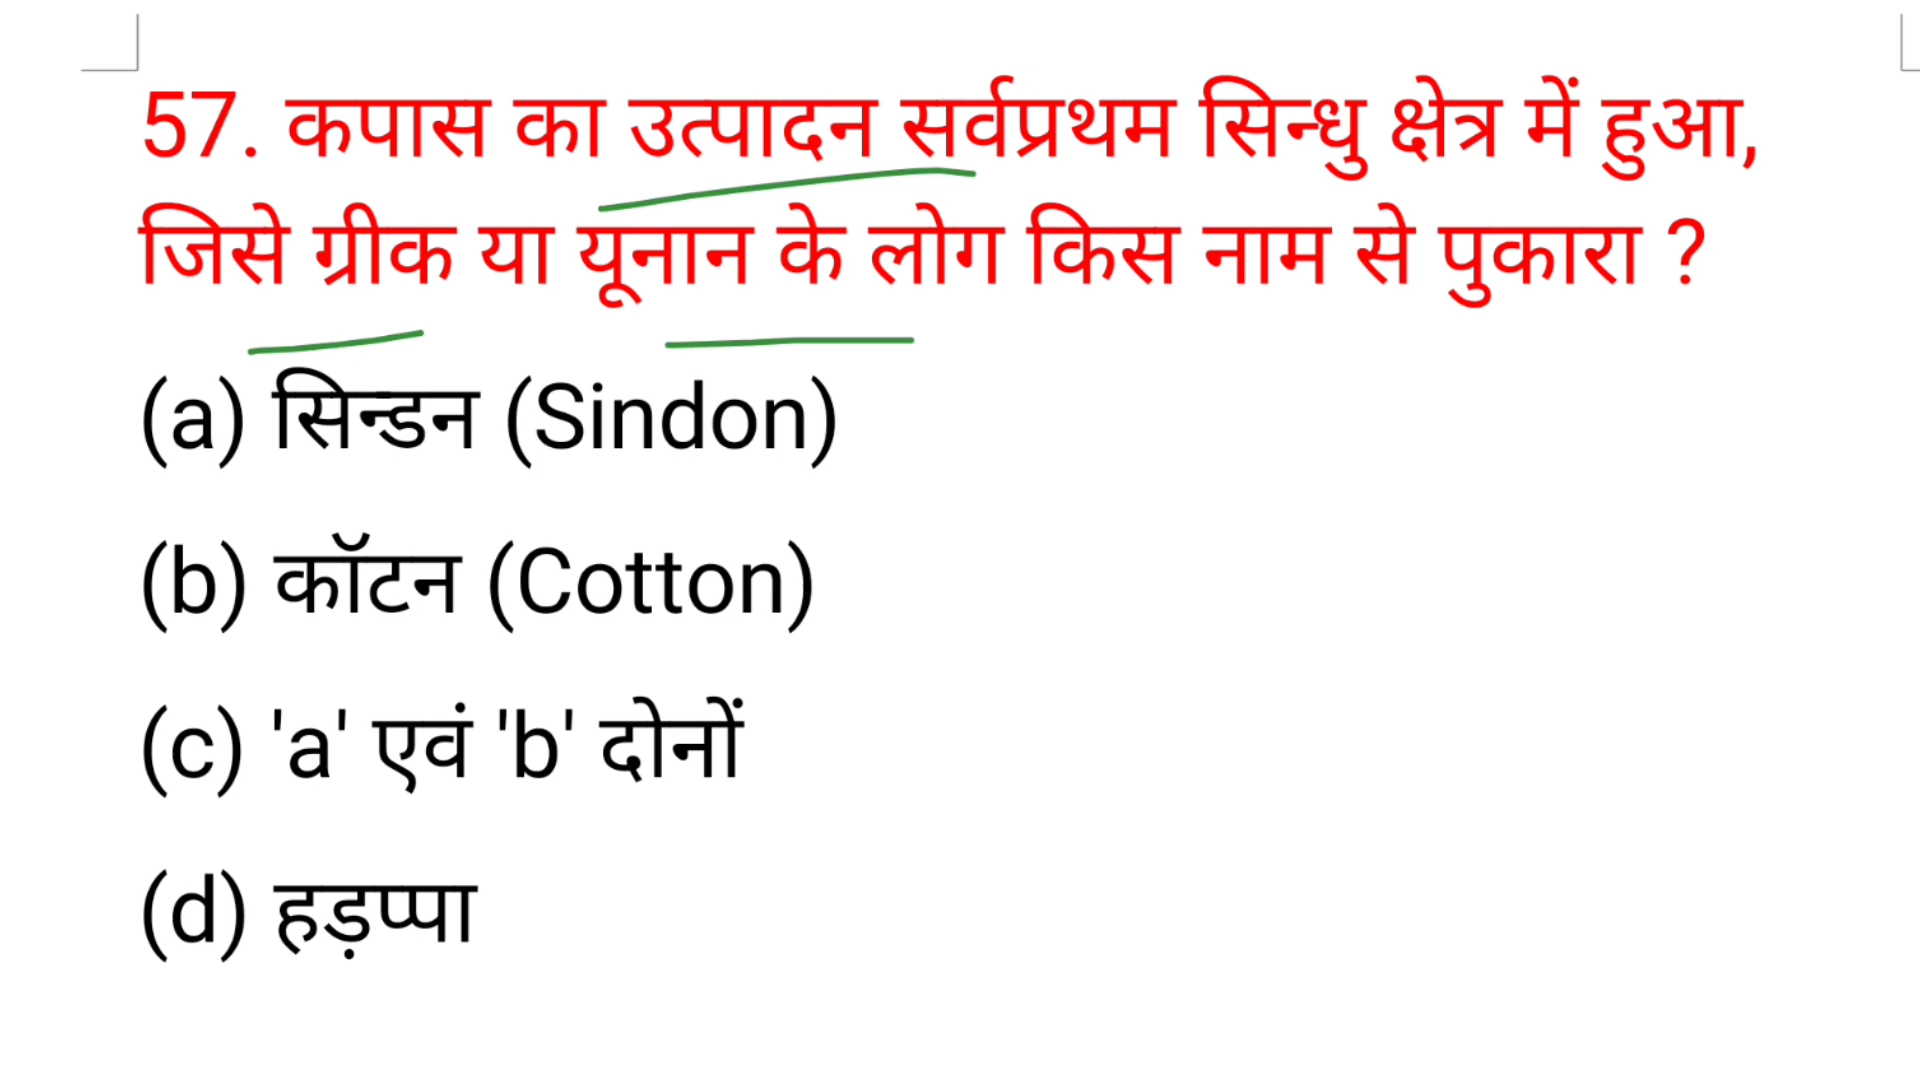 57. कपास का उत्पादन सर्वप्रथम सिन्धु क्षेत्र में हुआ,
जिसे ग्रीक या यूनान के लोग किस नाम से पुकारा ?
(a) सिन्डन (Sindon)
(b) कॉटन (Cotton)
(c) 'a' एवं 'b' दोनों
(d) हड़प्पा